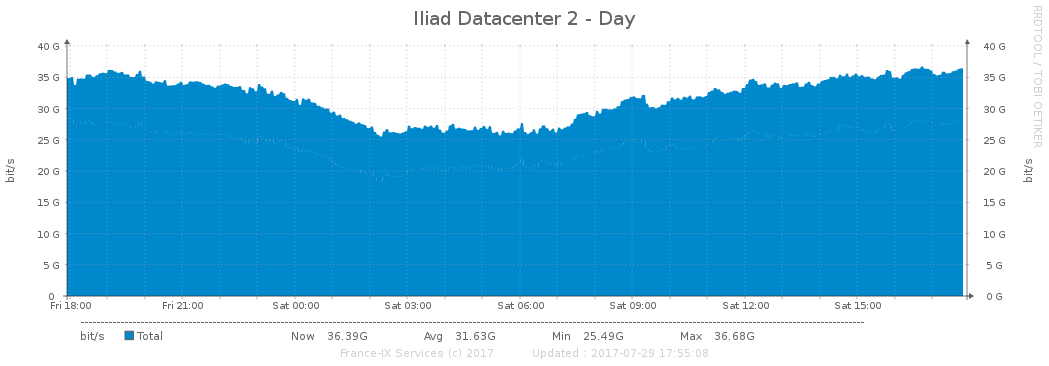 Iliad Datacenter 2 - Day
RRDTOOL / TOBI OETIKER
bit/s
40 G 40 G
35 G 35 G
30 G 30 G
25 G 25 G
20 G 20 G
15 G 15 G
10 G 10 G
5 G 5 G
0 0 G
bit/s
Fri 18:00 Fri 21:00 Sat 00:00 Sat 03:00 Sat 06:00 Sat 09:00 Sat 12:00 Sat 15:00
bit/s Total Now 36.39G Avg 31.63G Min 25.49G Max 36.68G
France-IX Services (c) 2017 Updated : 2017-07-29 17:55:08